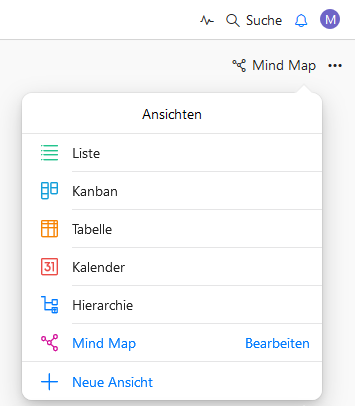 Suche M
Mind Map
Ansichten
Liste
Kanban
Tabelle
31 Kalender
Hierarchie
Mind Map Bearbeiten
Neue Ansicht